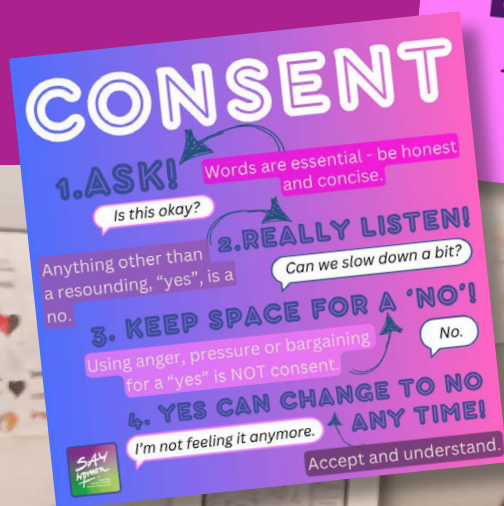 CONSENT
1.ASK!
Words are essential - be honest
and concise.
Is this okay?
2.REALLY LISTEN!
Anything other than
a resounding, "yes", is a
no.
Can we slow down a bit?
3. KEEP SPACE FOR A 'NO'!
Using anger, pressure or bargaining
for a "yes" is NOT consent.
No.
4. YES CAN CHANGE TO NO
ANY TIME!
I'm not feeling it anymore.
Accept and understand.
SAY
women